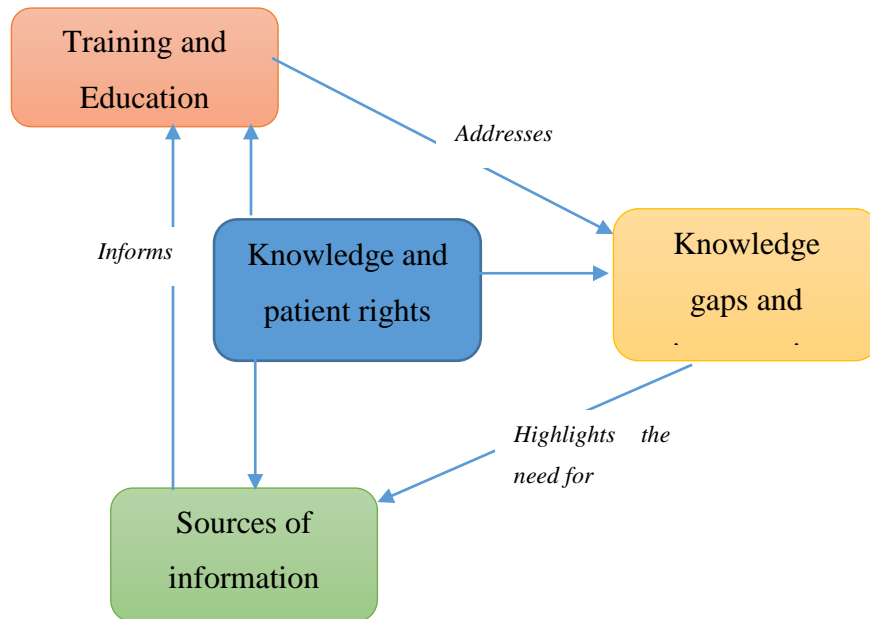 Training and
Education
Addresses
Informs
Knowledge and
patient rights
Knowledge
gaps and
Highlights the
need for
Sources of
information